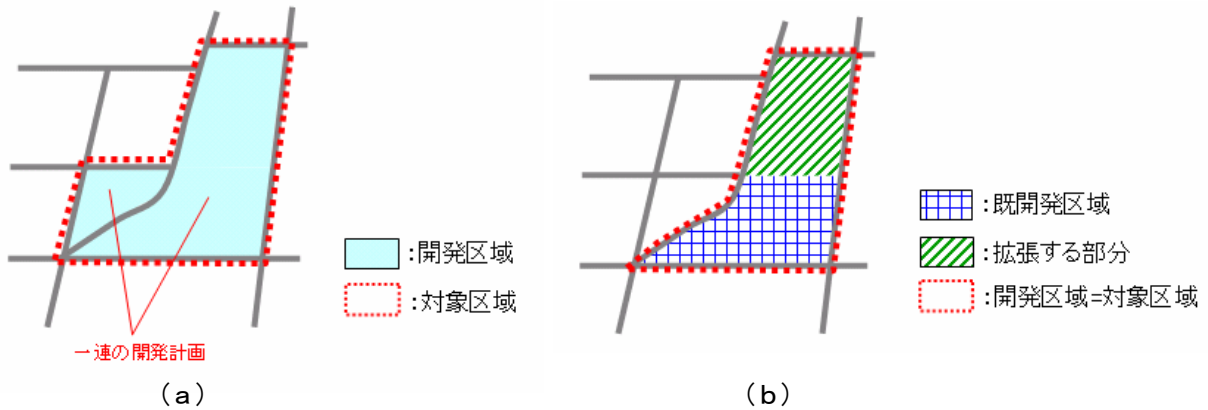 :開発区域
:対象区域
一連の開発計画
(a)
:既開発区域
:拡張する部分
:開発区域=対象区域
(b)